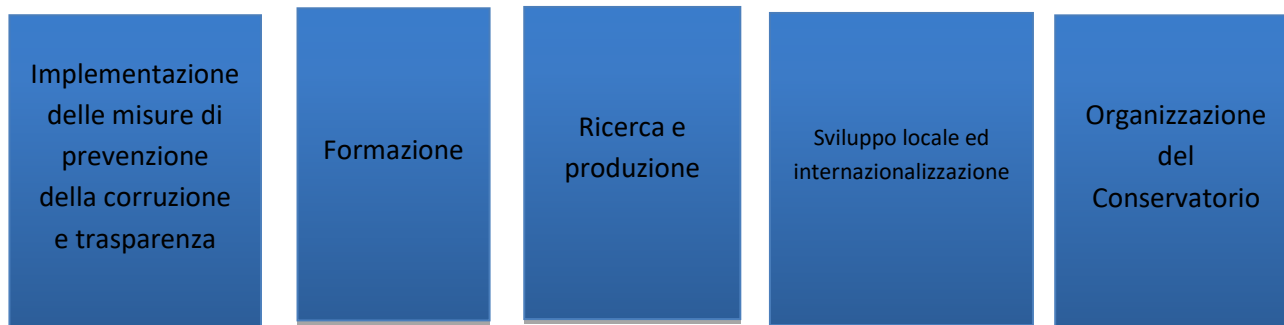 Implementazione
delle misure di
prevenzione
della corruzione
e trasparenza
Formazione
Ricerca e
produzione
Sviluppo locale ed
internazionalizzazione
Organizzazione
del
Conservatorio